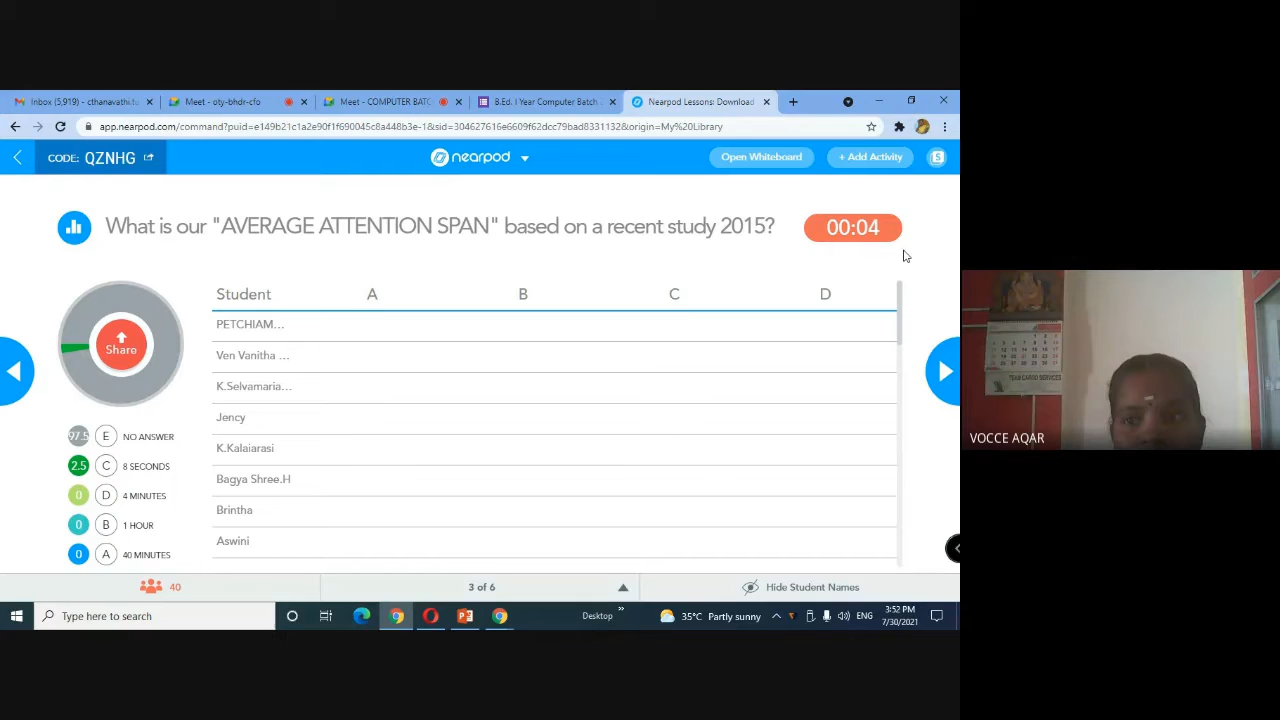 Inbox (5,919) - cthanavathi.t
Meet - oty-bhdr-cfo
Meet - COMPUTER BATC
B.Ed. I Year Computer Batch
Nearpod Lessons: Download
app.nearpod.com/command?puid=e149b21c1a2e90f1f690045c8a448b3e-1&sid=304627616e6609f62dcc79bad8331132&origin=My%20Library
CODE: QZNHG
nearpod
Open Whiteboard
+ Add Activity
S
What is our "AVERAGE ATTENTION SPAN" based on a recent study 2015?
00:04
Student A B C D
PETCHIAM...
Ven Vanitha ...
K.Selvamaria...
Jency
K.Kalaiarasi
Bagya Shree.H
Brintha
Aswini
Share
97.5 E NO ANSWER
2.5 C 8 SECONDS
0 D 4 MINUTES
0 B 1 HOUR
0 A 40 MINUTES
40
3 of 6
Hide Student Names
Type here to search
Desktop
35°C Partly sunny
ENG
3:52 PM
7/30/2021
TEAM CARGO SERVICES
VOCCE AQAR